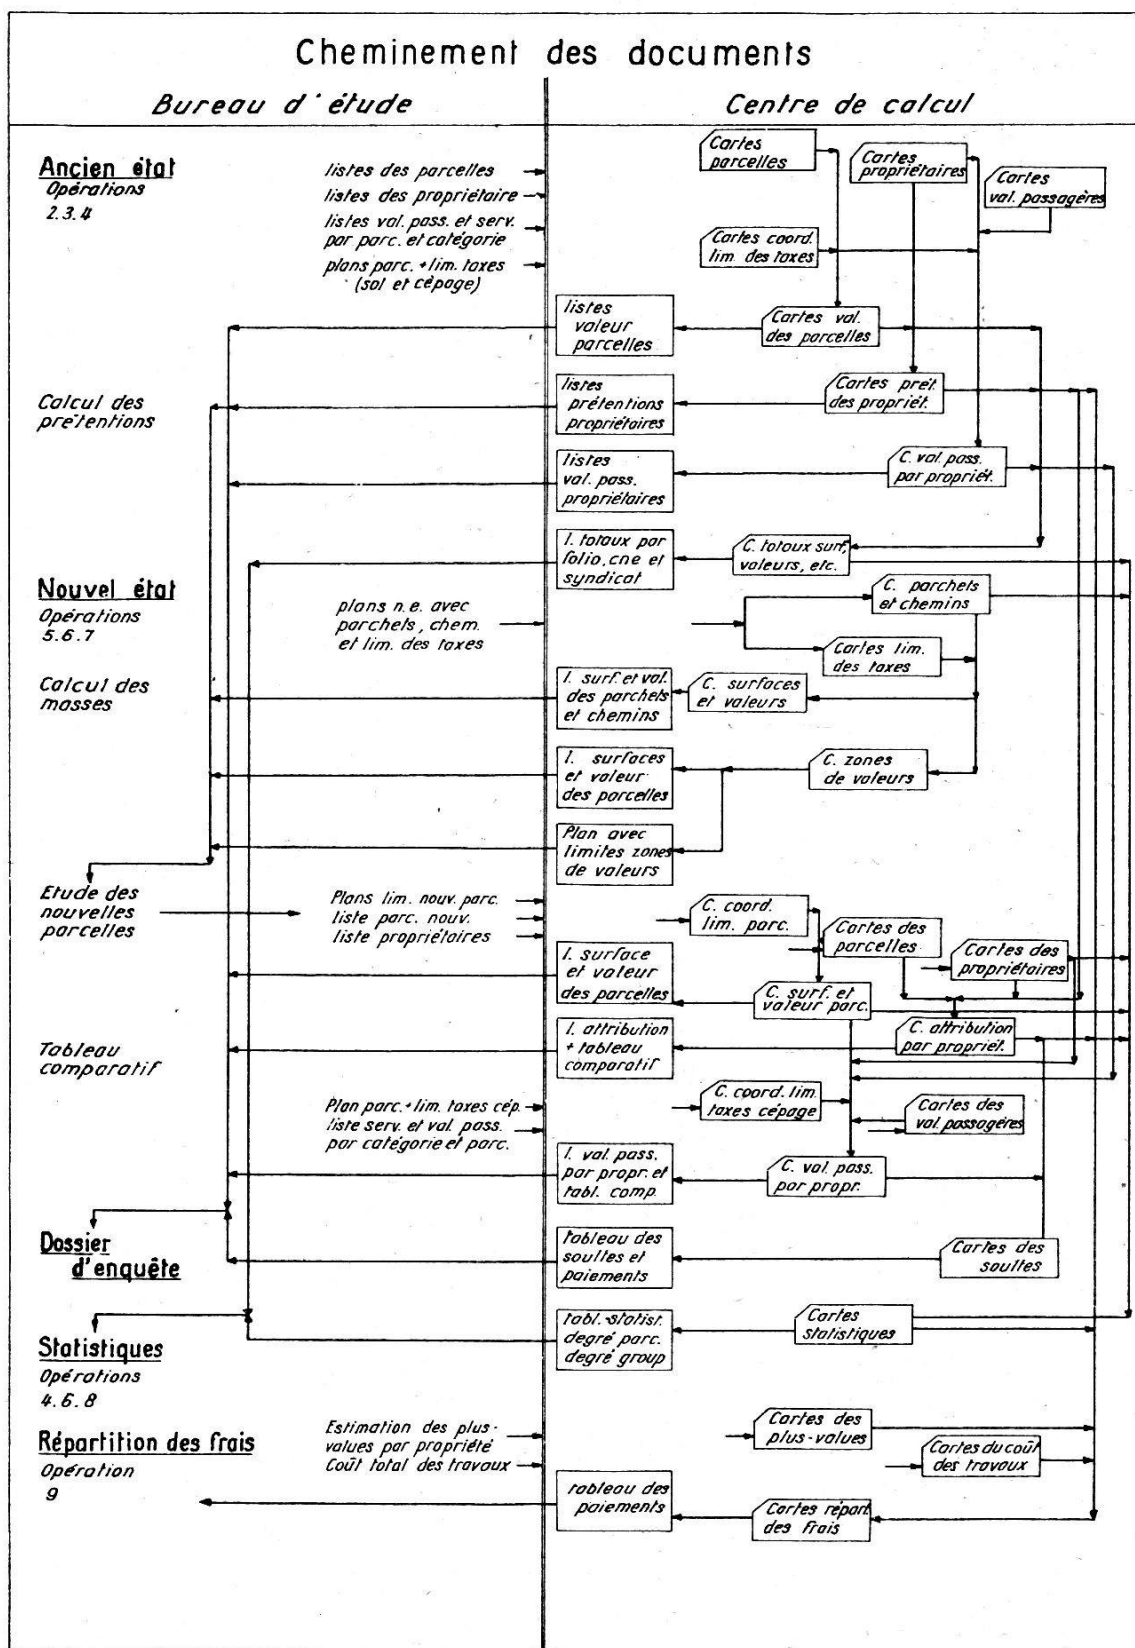 Cheminement des documents
Bureau d'étude
Centre de calcul
Ancien état
Opérations
2.3.4
listes des parcelles
listes des propriétaire
listes val. pass. et serv.
par parc. et catégorie
plans parc. + lim. taxes
(sol et cépage)
Cartes
parcelles
Cartes
propriétaires
Cartes
val. passagères
Cartes coord.
lim. des taxes
listes
valeur
parcelles
Cartes val.
des parcelles
Calcul des
prétentions
listes
prétentions
propriétaires
Cartes prét.
des propriét.
listes
val. pass.
propriétaires
C. val. pass.
par propriét.
l. totaux par
folio, cne et
syndicat
C. totaux surf.,
valeurs, etc.
Nouvel état
Opérations
5.6.7
plans n.e. avec
parchets, chem.
et lim. des taxes
C. parchets
et chemins
Cartes lim.
des taxes
Calcul des
masses
l. surf. et val.
des parchets
et chemins
C. surfaces
et valeurs
l. surfaces
et valeur
des parcelles
C. zones
de valeurs
Plan avec
limites zones
de valeurs
Etude des
nouvelles
parcelles
Plans lim. nouv. parc.
liste parc. nouv.
liste propriétaires
C. coord.
lim. parc.
Cartes des
parcelles
Cartes des
propriétaires
l. surface
et valeur
des parcelles
C. surf. et
valeur parc.
Tableau
comparatif
l. attribution
+ tableau
comparatif
C. attribution
par propriét.
Plan parc. + lim. taxes cép.
liste serv. et val. pass.
par catégorie et parc.
C. coord. lim.
taxes cépage
Cartes des
val. passagères
l. val. pass.
par propr. et
tabl. comp.
C. val. pass.
par propr.
Dossier
d'enquête
tableau des
soultes et
paiements
Cartes des
soultes
Statistiques
Opérations
4.6.8
tabl. statist.
degré parc.
degré group
Cartes
statistiques
Répartition des frais
Opération
9
Estimation des plus-
values par propriété
Coût total des travaux
Cartes des
plus-values
Cartes du coût
des travaux
tableau des
paiements
Cartes répart.
des frais